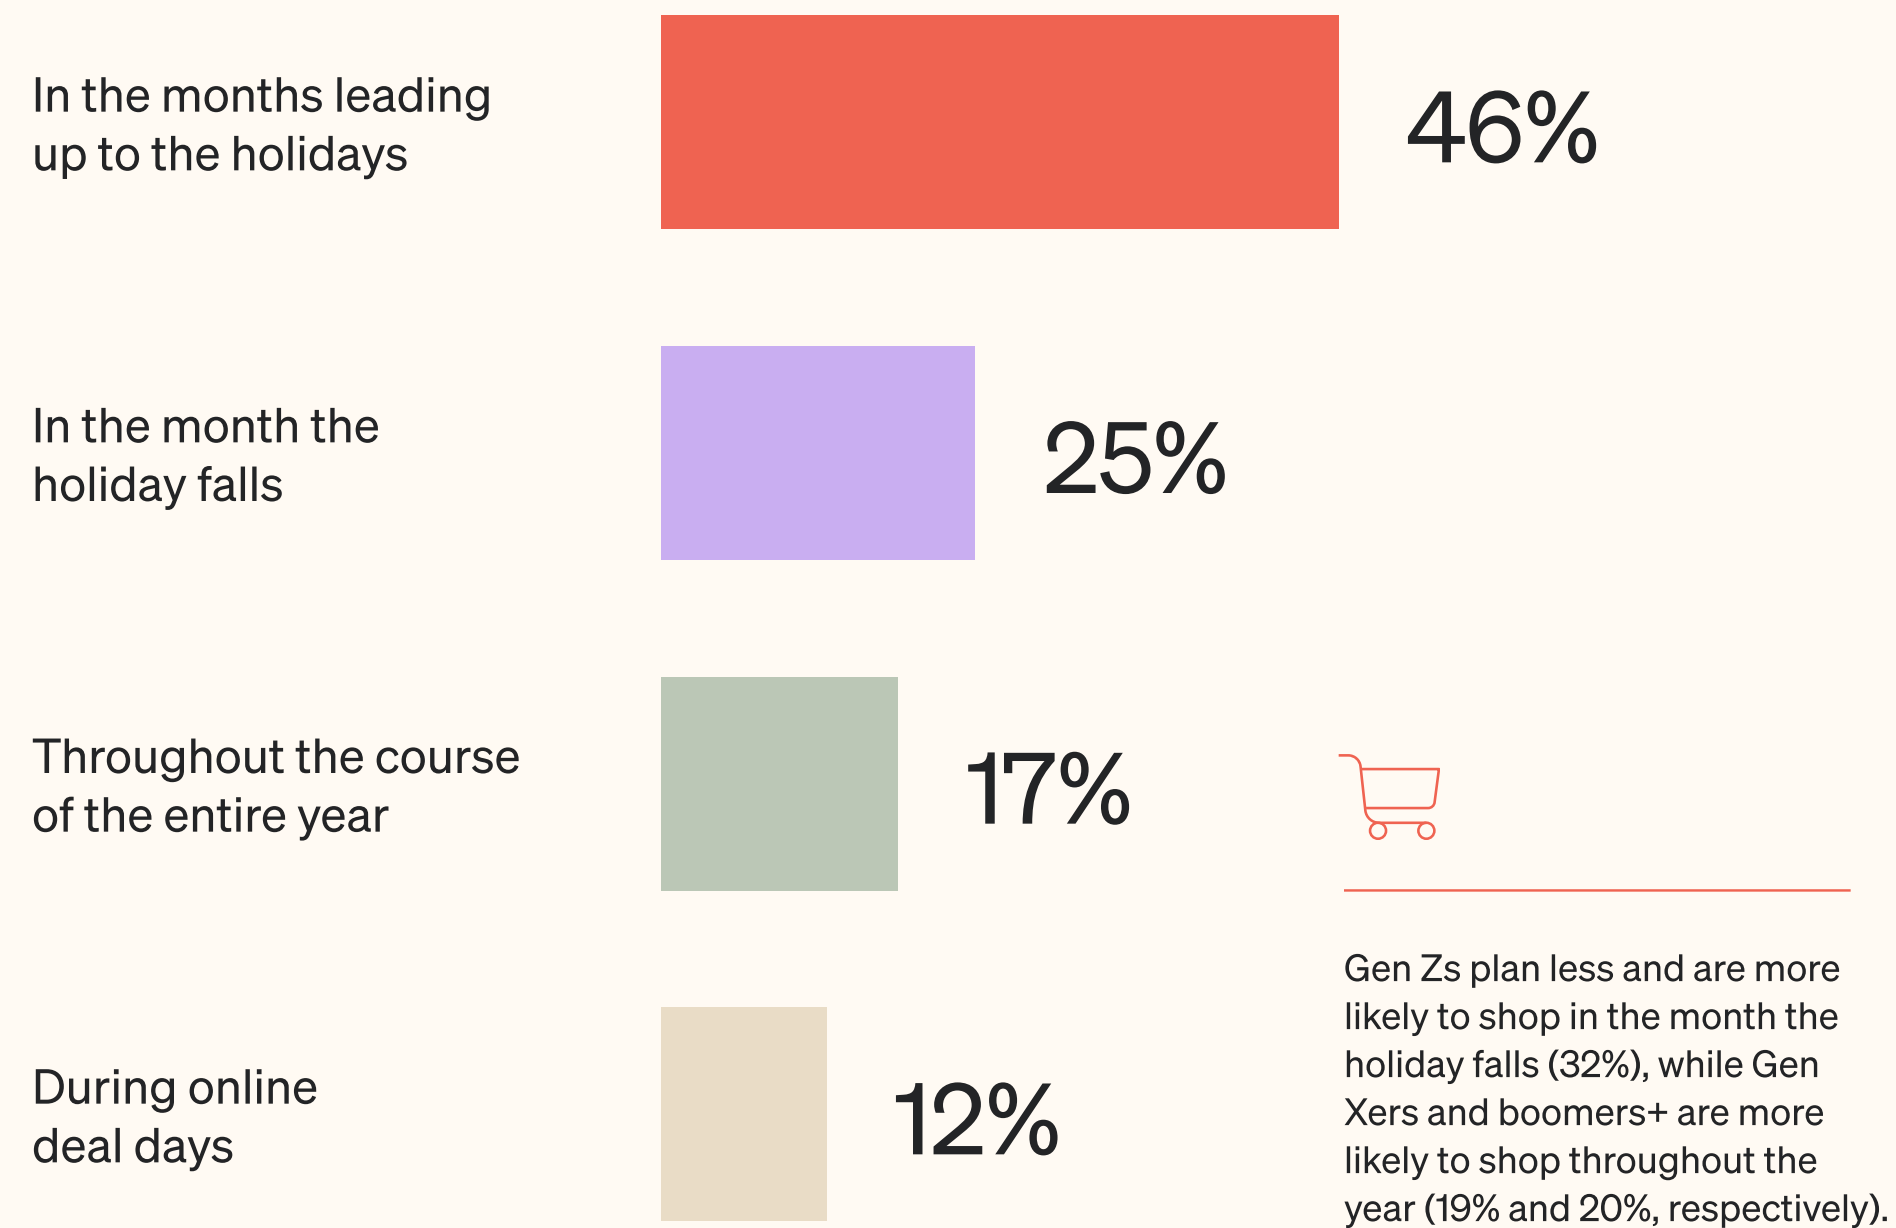 In the months leading
up to the holidays
46%
In the month the
holiday falls
25%
Throughout the course
of the entire year
17%
During online
deal days
12%
Gen Zs plan less and are more
likely to shop in the month the
holiday falls (32%), while Gen
Xers and boomers+ are more
likely to shop throughout the
year (19% and 20%, respectively).